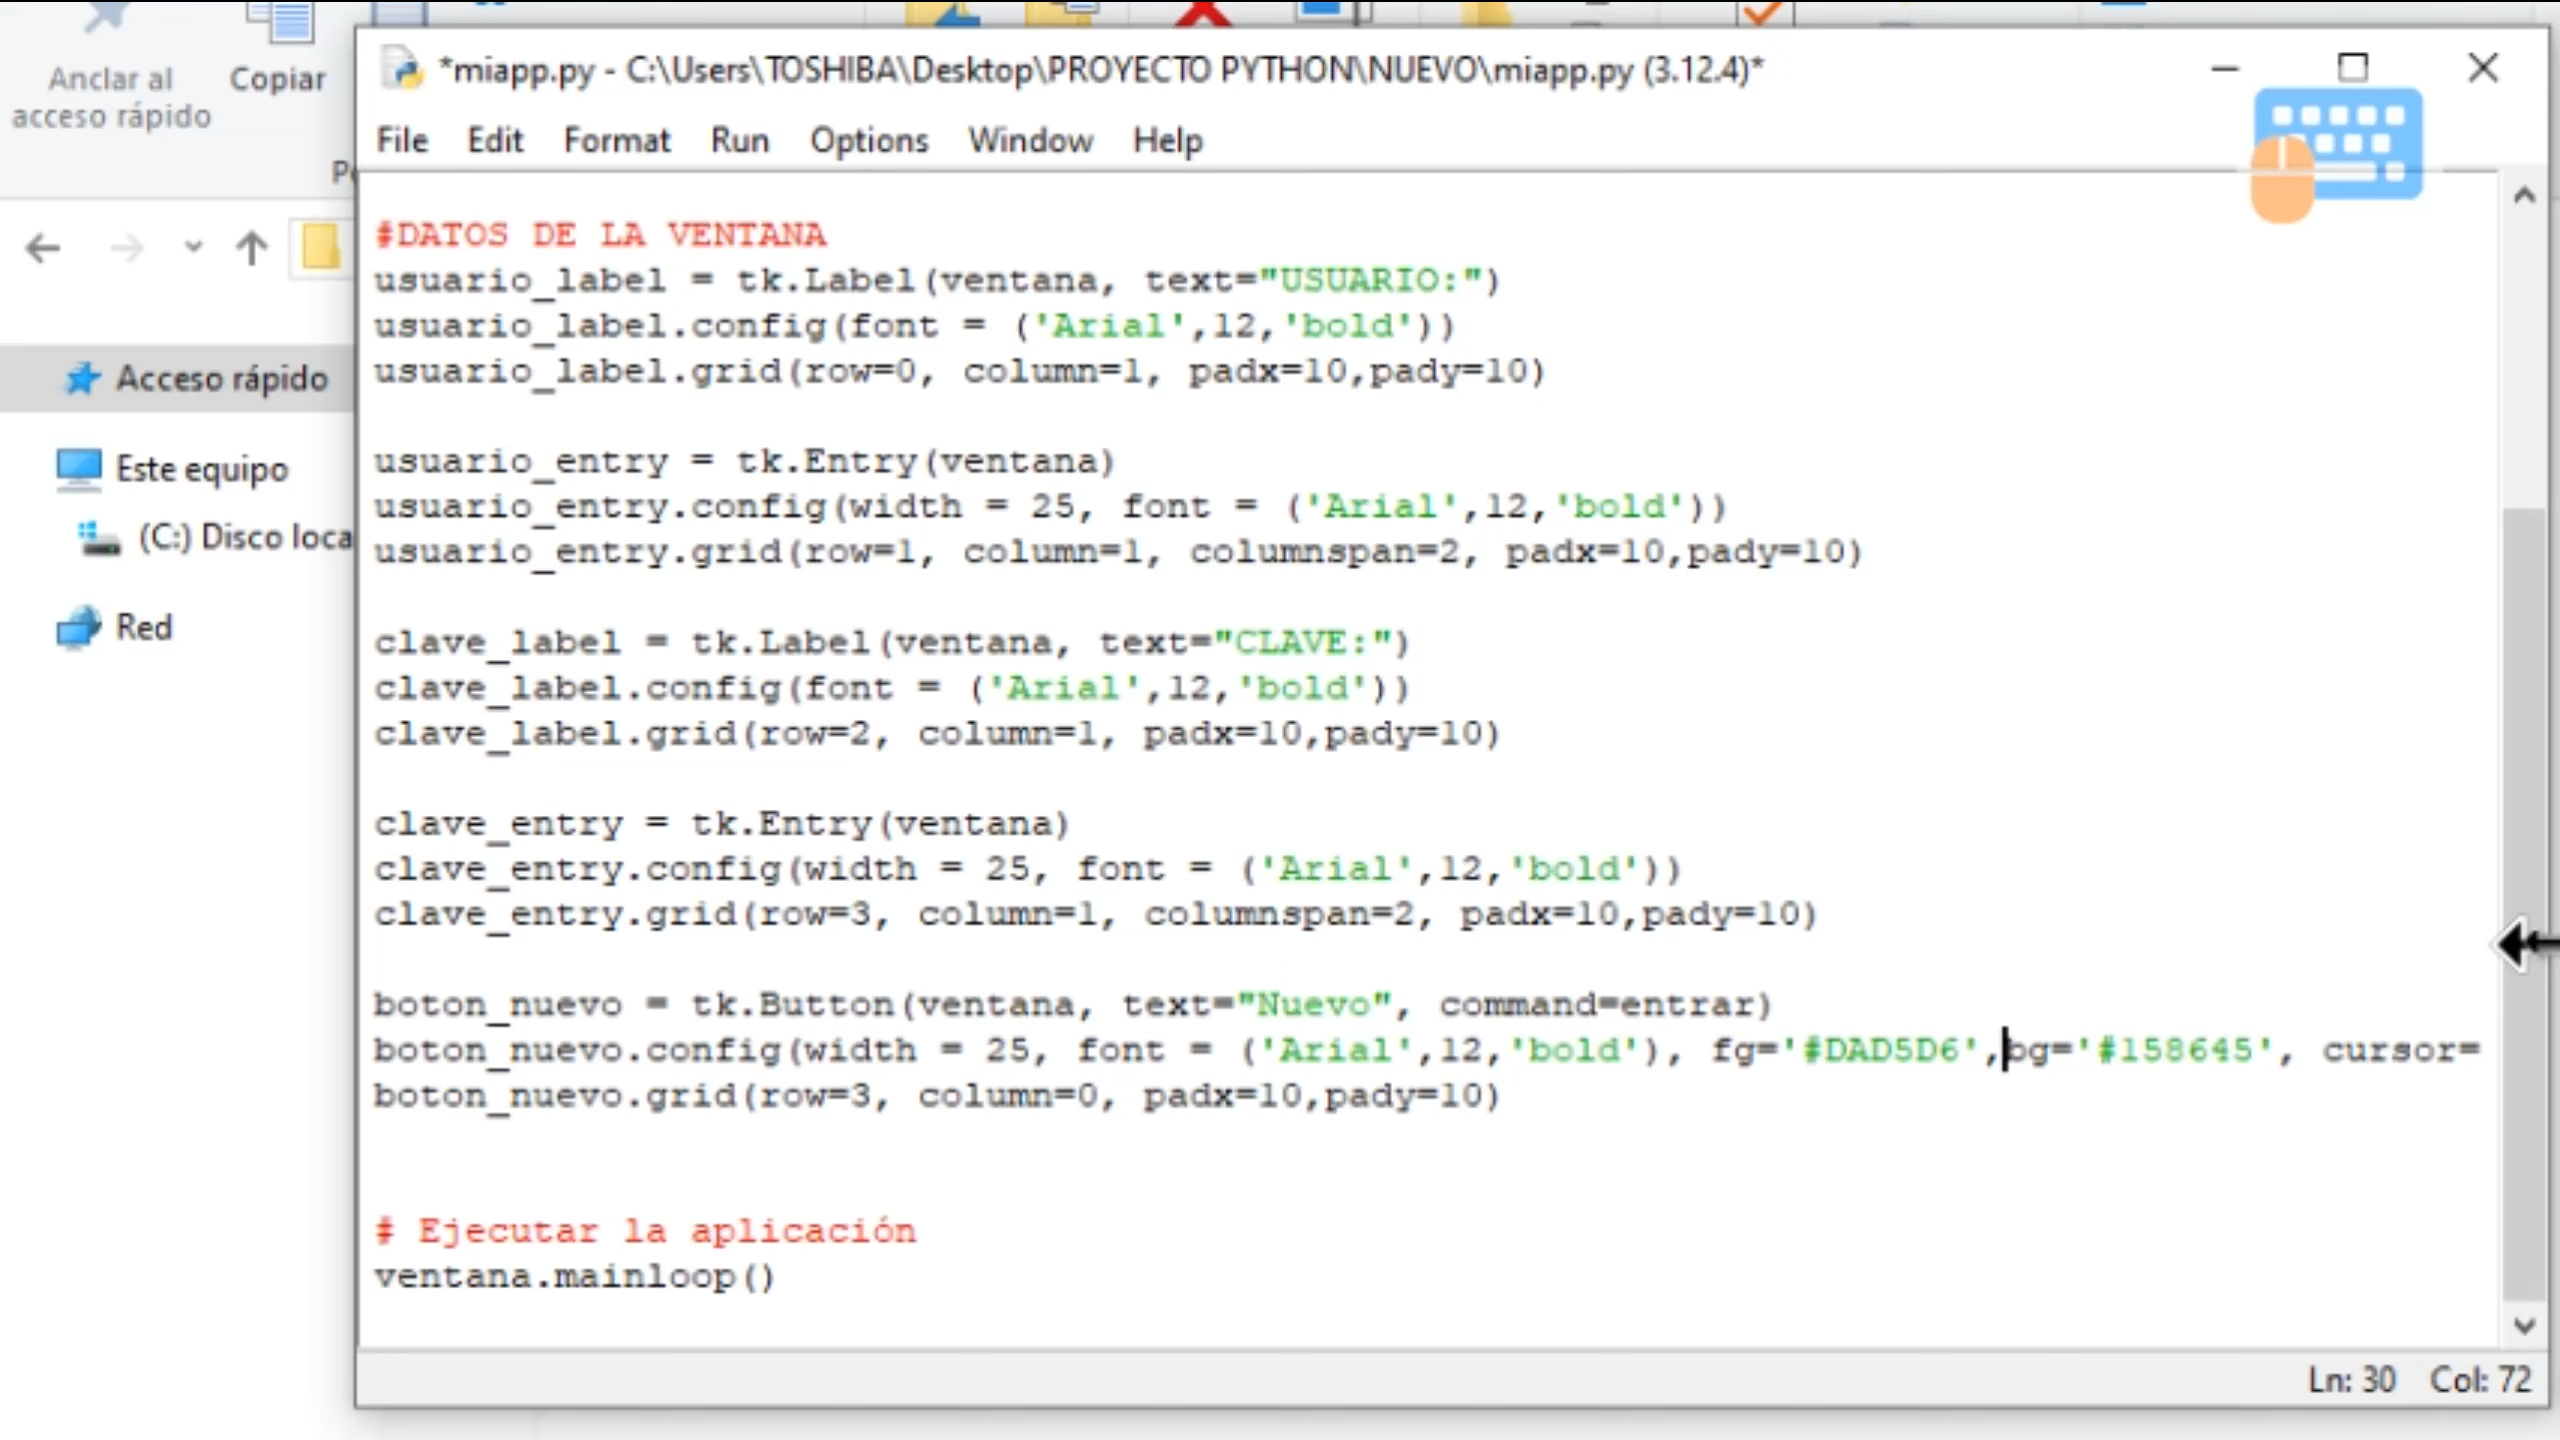 Anclar al
acceso rápido
Copiar
*miapp.py - C:\Users\TOSHIBA\Desktop\PROYECTO PYTHON\NUEVO\miapp.py (3.12.4)*
File Edit Format Run Options Window Help
#DATOS DE LA VENTANA
usuario_label = tk.Label(ventana, text="USUARIO:")
usuario_label.config(font = ('Arial',12,'bold'))
usuario_label.grid(row=0, column=1, padx=10,pady=10)
usuario_entry = tk.Entry(ventana)
usuario_entry.config(width = 25, font = ('Arial',12,'bold'))
usuario_entry.grid(row=1, column=1, columnspan=2, padx=10,pady=10)
clave_label = tk.Label(ventana, text="CLAVE:")
clave_label.config(font = ('Arial',12,'bold'))
clave_label.grid(row=2, column=1, padx=10,pady=10)
clave_entry = tk.Entry(ventana)
clave_entry.config(width = 25, font = ('Arial',12,'bold'))
clave_entry.grid(row=3, column=1, columnspan=2, padx=10,pady=10)
boton_nuevo = tk.Button(ventana, text="Nuevo", command=entrar)
boton_nuevo.config(width = 25, font = ('Arial',12,'bold'), fg='#DAD5D6',bg='#158645', cursor=
boton_nuevo.grid(row=3, column=0, padx=10,pady=10)
# Ejecutar la aplicación
ventana.mainloop()
Acceso rápido
Este equipo
(C:) Disco loca
Red
Ln: 30 Col: 72